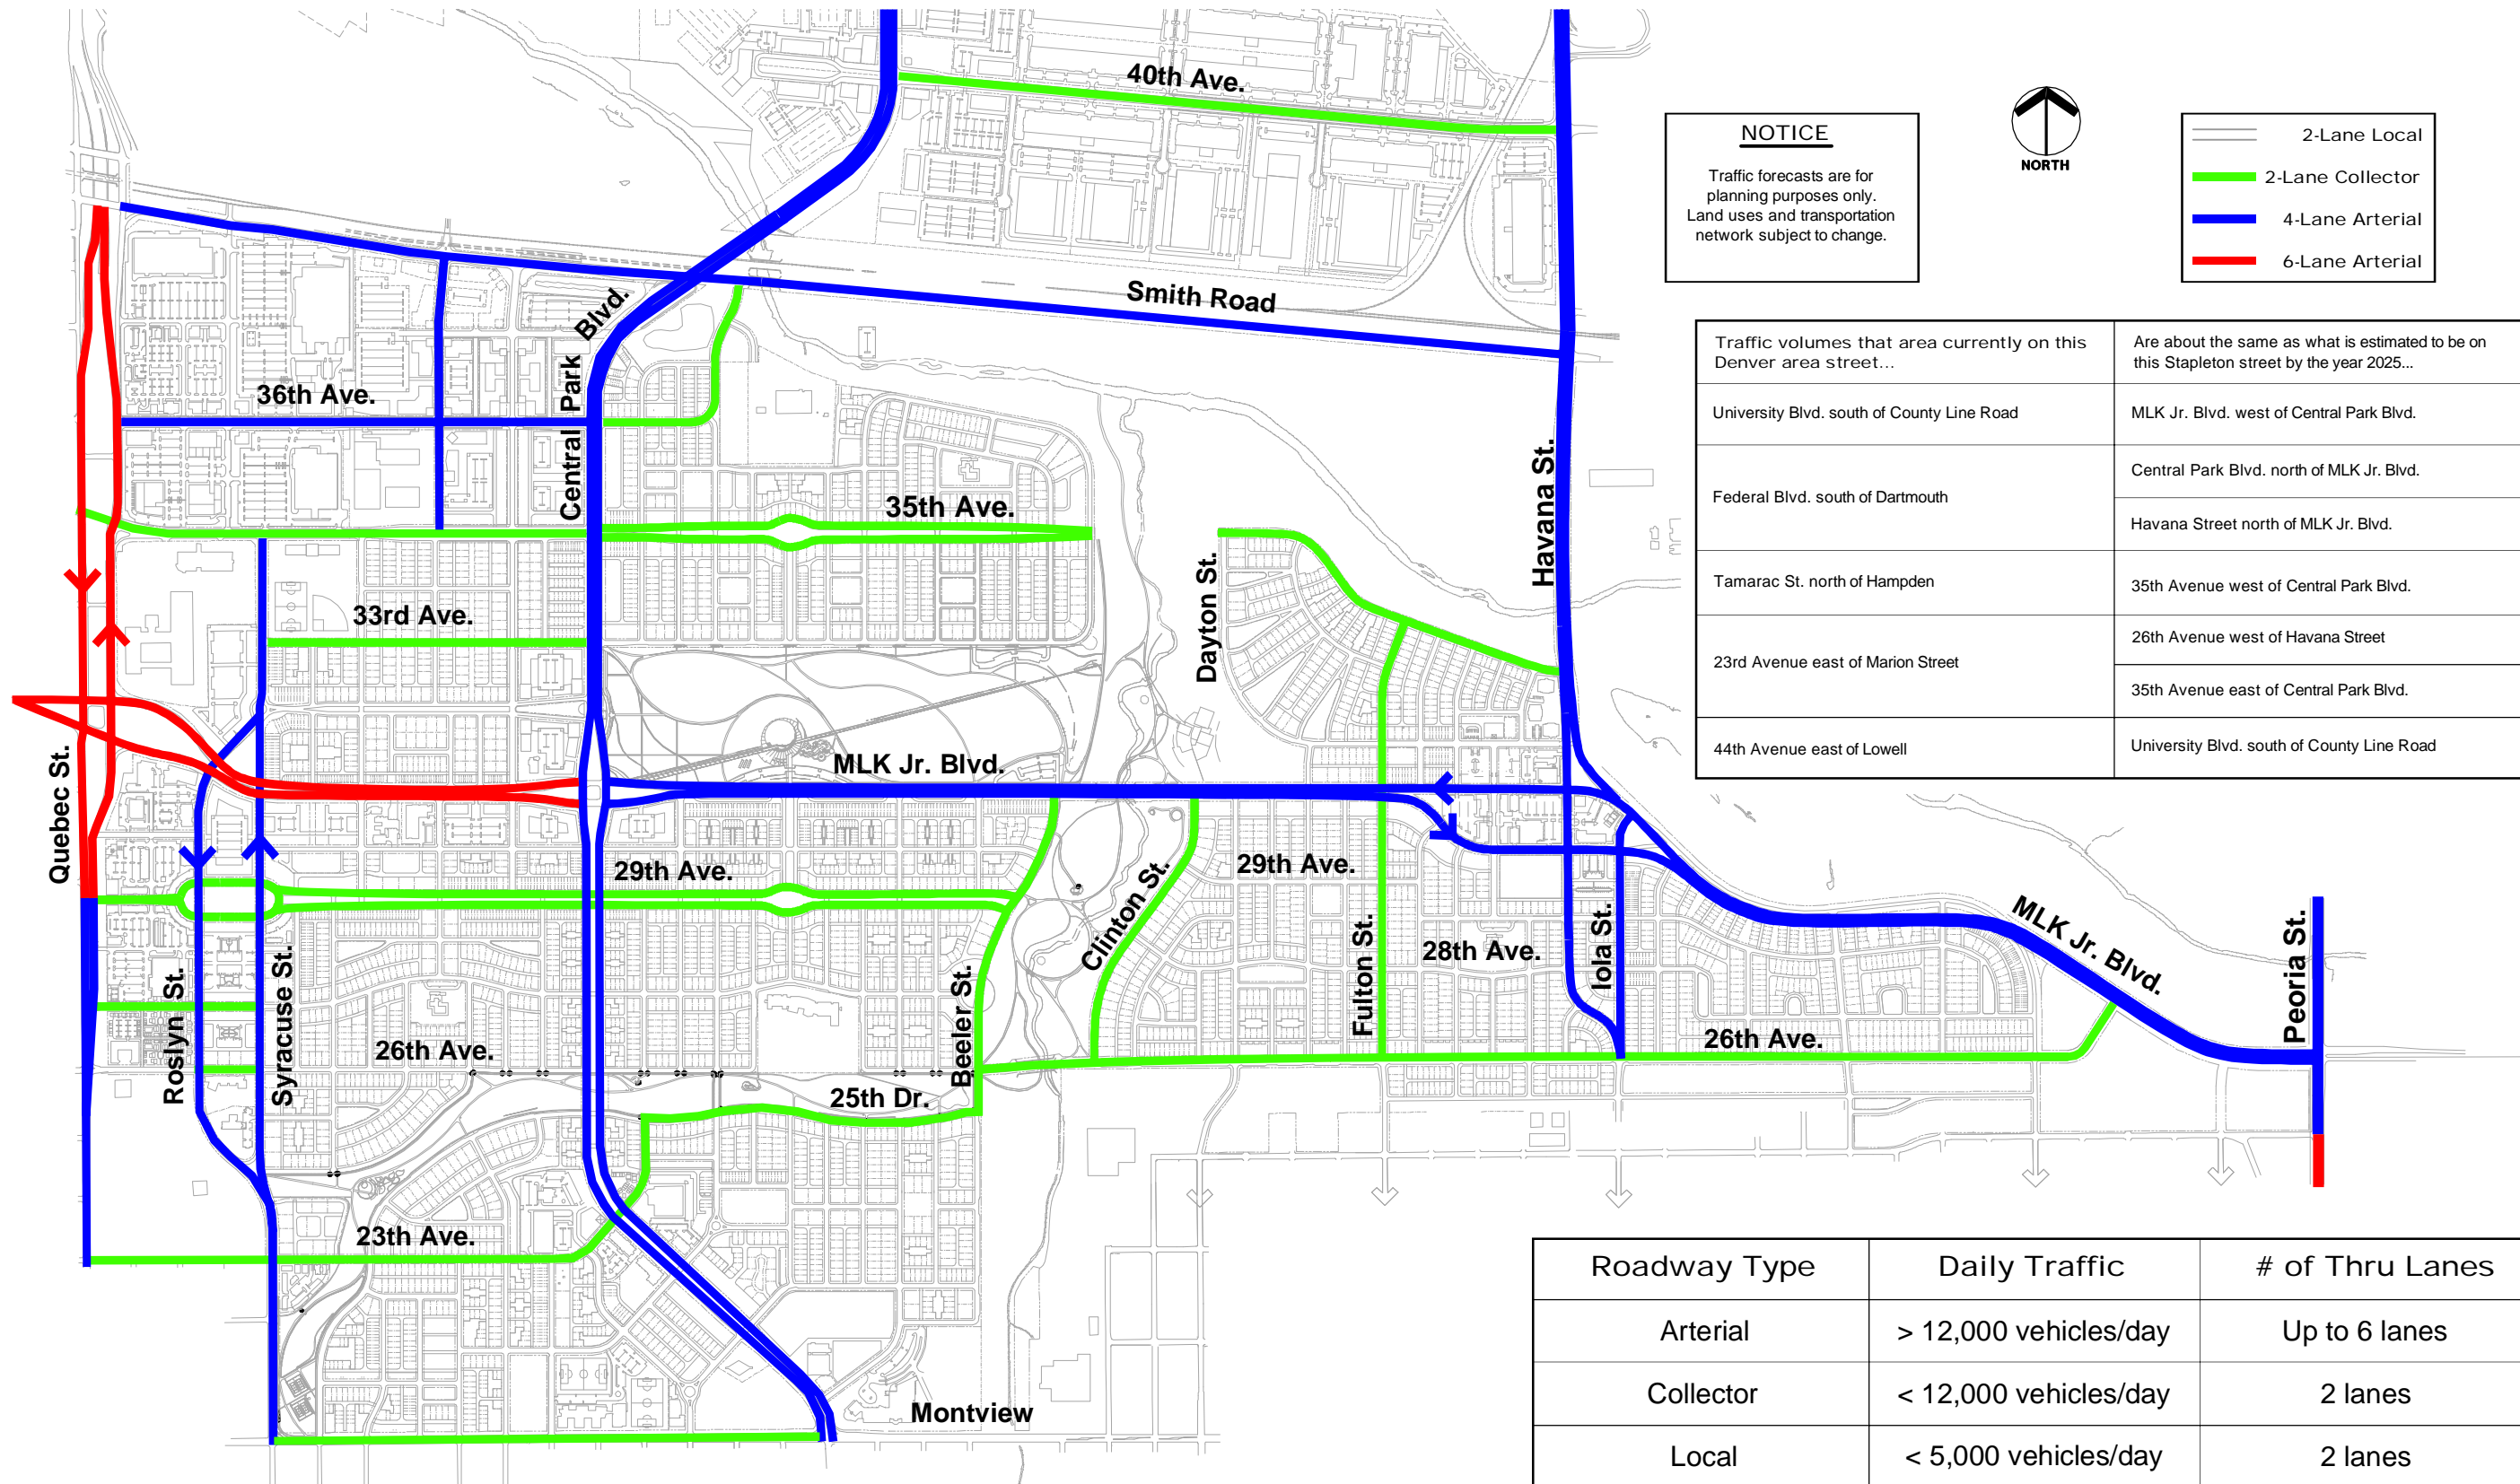 40th Ave.
NOTICE
Traffic forecasts are for
planning purposes only.
Land uses and transportation
network subject to change.
NORTH
2-Lane Local
2-Lane Collector
4-Lane Arterial
6-Lane Arterial
Smith Road
Central Park Blvd.
36th Ave.
35th Ave.
33rd Ave.
Havana St.
Dayton St.
Quebec St.
MLK Jr. Blvd.
29th Ave.
29th Ave.
Clinton St.
Fulton St.
28th Ave.
Iola St.
MLK Jr. Blvd.
Peoria St.
Roslyn St.
Syracuse St.
26th Ave.
Beeler St.
26th Ave.
25th Dr.
23th Ave.
Montview
Traffic volumes that area currently on this
Denver area street...
Are about the same as what is estimated to be on
this Stapleton street by the year 2025...
University Blvd. south of County Line Road
MLK Jr. Blvd. west of Central Park Blvd.
Federal Blvd. south of Dartmouth
Central Park Blvd. north of MLK Jr. Blvd.
Havana Street north of MLK Jr. Blvd.
Tamarac St. north of Hampden
35th Avenue west of Central Park Blvd.
23rd Avenue east of Marion Street
26th Avenue west of Havana Street
35th Avenue east of Central Park Blvd.
44th Avenue east of Lowell
University Blvd. south of County Line Road
Roadway Type Daily Traffic # of Thru Lanes
Arterial > 12,000 vehicles/day Up to 6 lanes
Collector < 12,000 vehicles/day 2 lanes
Local < 5,000 vehicles/day 2 lanes